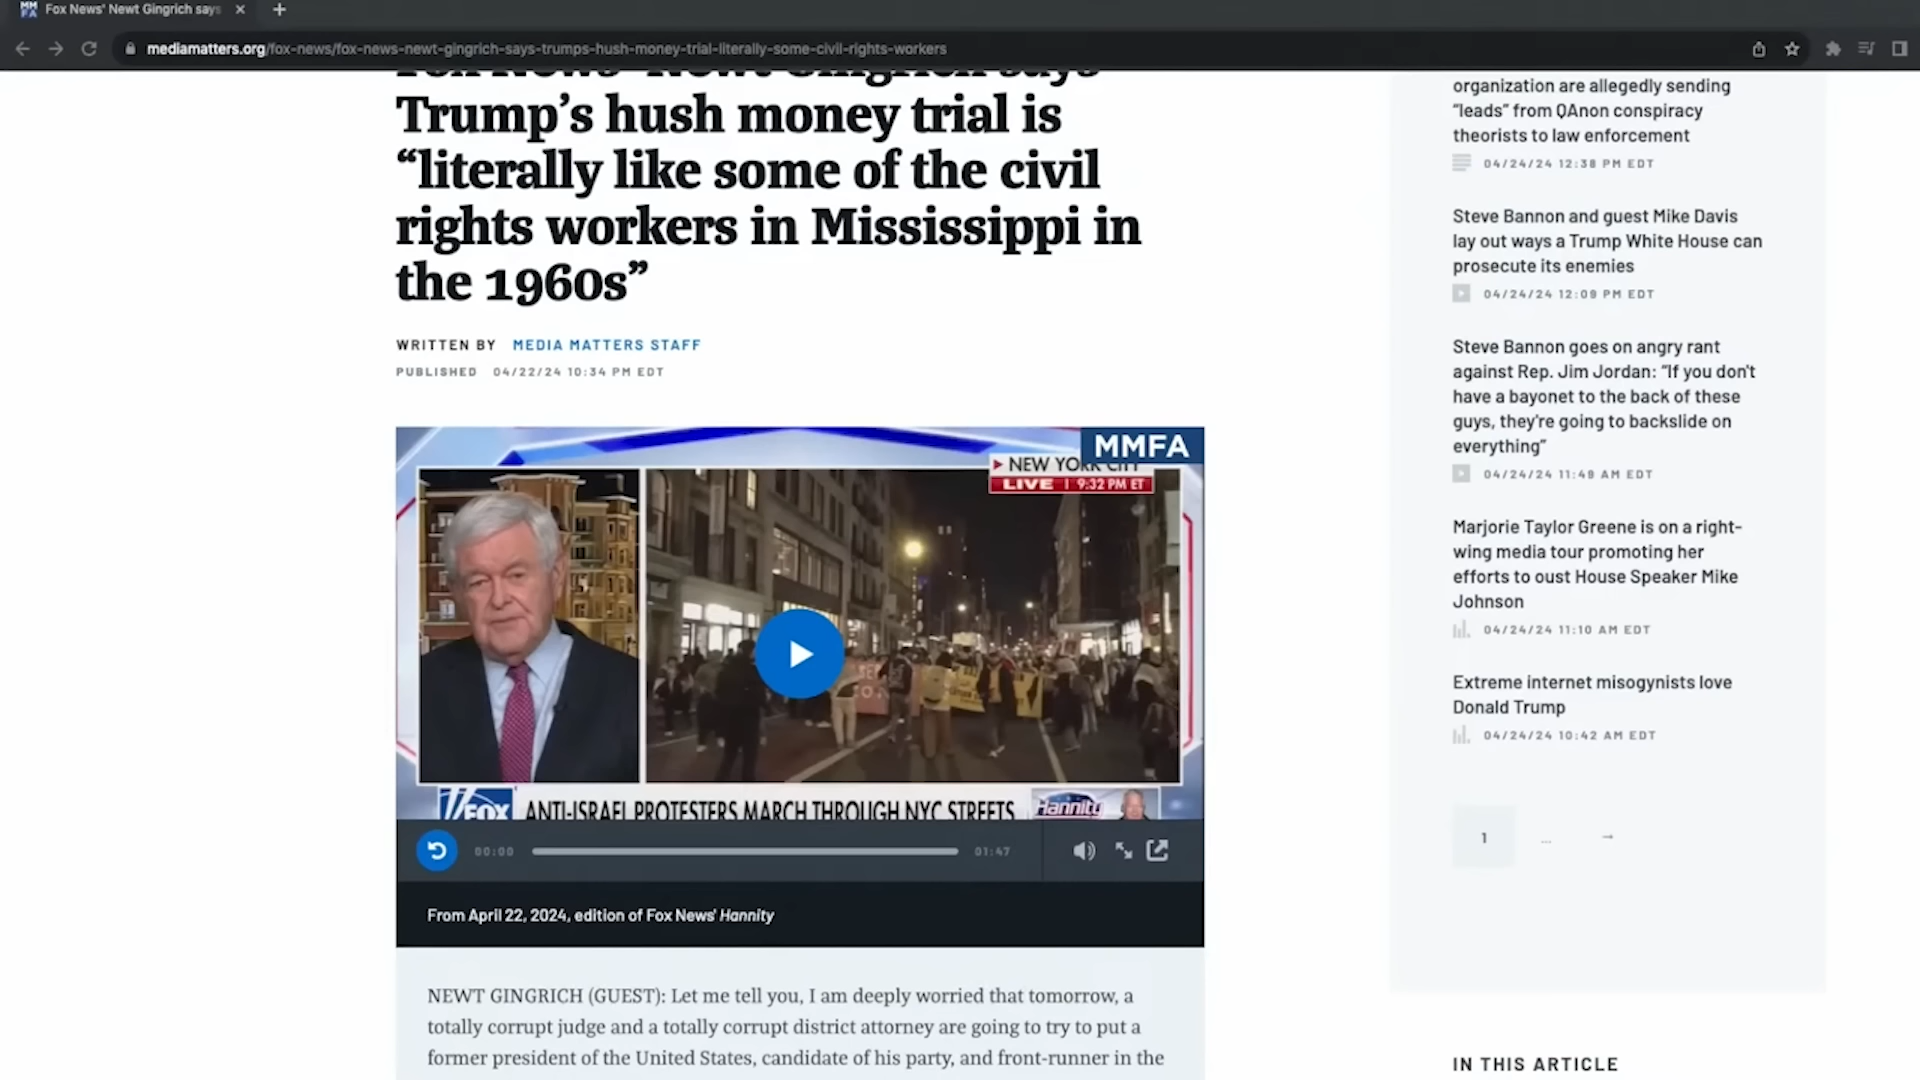 MM
FA
Fox News' Newt Gingrich says
mediamatters.org/fox-news/fox-news-newt-gingrich-says-trumps-hush-money-trial-literally-some-civil-rights-workers
Fox News' Newt Gingrich says
Trump’s hush money trial is
“literally like some of the civil
rights workers in Mississippi in
the 1960s”
WRITTEN BY MEDIA MATTERS STAFF
PUBLISHED 04/22/24 10:34 PM EDT
MMFA
NEW YORK CITY
LIVE 9:32 PM ET
FOX
ANTI-ISRAEL PROTESTERS MARCH THROUGH NYC STREETS
Hannity
00:00
01:47
From April 22, 2024, edition of Fox News' Hannity
NEWT GINGRICH (GUEST): Let me tell you, I am deeply worried that tomorrow, a
totally corrupt judge and a totally corrupt district attorney are going to try to put a
former president of the United States, candidate of his party, and front-runner in the
organization are allegedly sending
“leads” from QAnon conspiracy
theorists to law enforcement
04/24/24 12:38 PM EDT
Steve Bannon and guest Mike Davis
lay out ways a Trump White House can
prosecute its enemies
04/24/24 12:09 PM EDT
Steve Bannon goes on angry rant
against Rep. Jim Jordan: “If you don't
have a bayonet to the back of these
guys, they're going to backslide on
everything”
04/24/24 11:49 AM EDT
Marjorie Taylor Greene is on a right-
wing media tour promoting her
efforts to oust House Speaker Mike
Johnson
04/24/24 11:10 AM EDT
Extreme internet misogynists love
Donald Trump
04/24/24 10:42 AM EDT
1 ... →
IN THIS ARTICLE